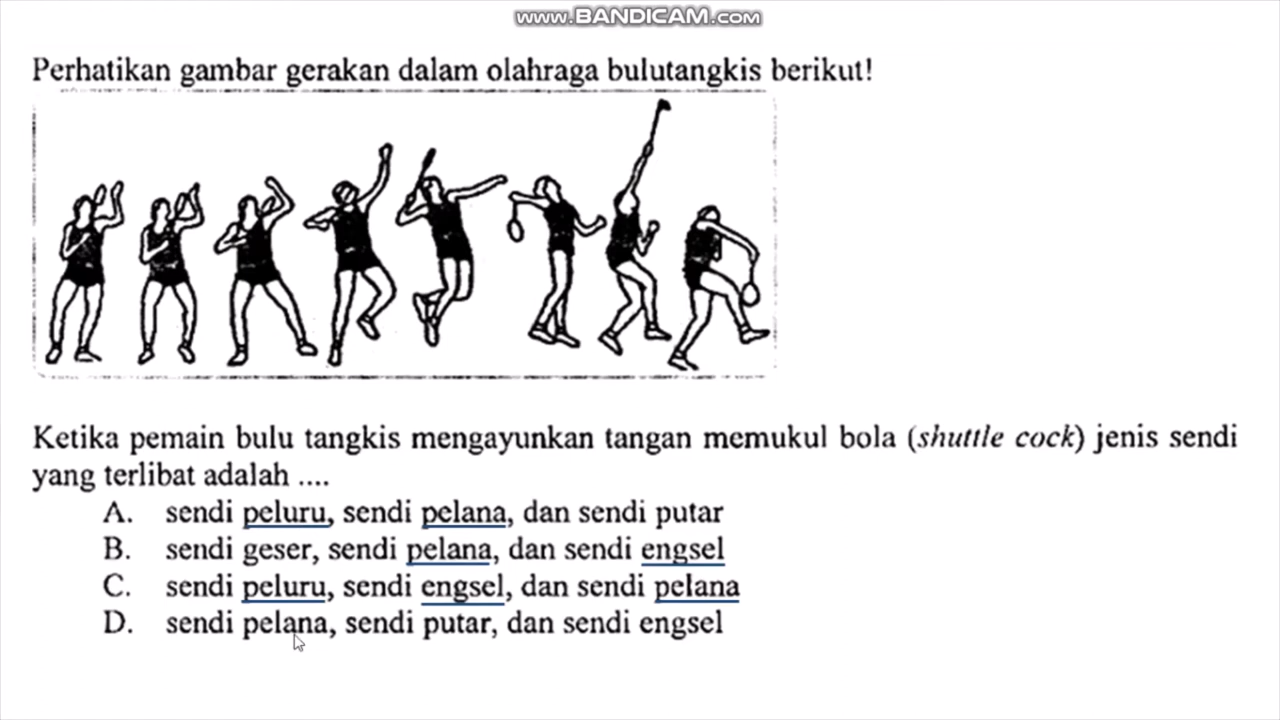 www.BANDICAM.com
Perhatikan gambar gerakan dalam olahraga bulutangkis berikut!
Ketika pemain bulu tangkis mengayunkan tangan memukul bola (shuttle cock) jenis sendi
yang terlibat adalah ....
A. sendi peluru, sendi pelana, dan sendi putar
B. sendi geser, sendi pelana, dan sendi engsel
C. sendi peluru, sendi engsel, dan sendi pelana
D. sendi pelana, sendi putar, dan sendi engsel